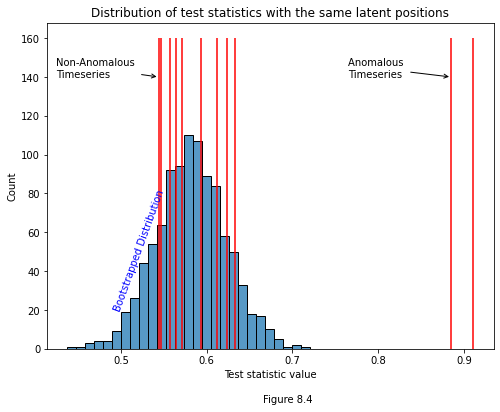 Distribution of test statistics with the same latent positions
160
140
120
100
80
60
40
20
0
Count
Non-Anomalous
Timeseries
Anomalous
Timeseries
Bootstrapped Distribution
0.5 0.6 0.7 0.8 0.9
Test statistic value
Figure 8.4